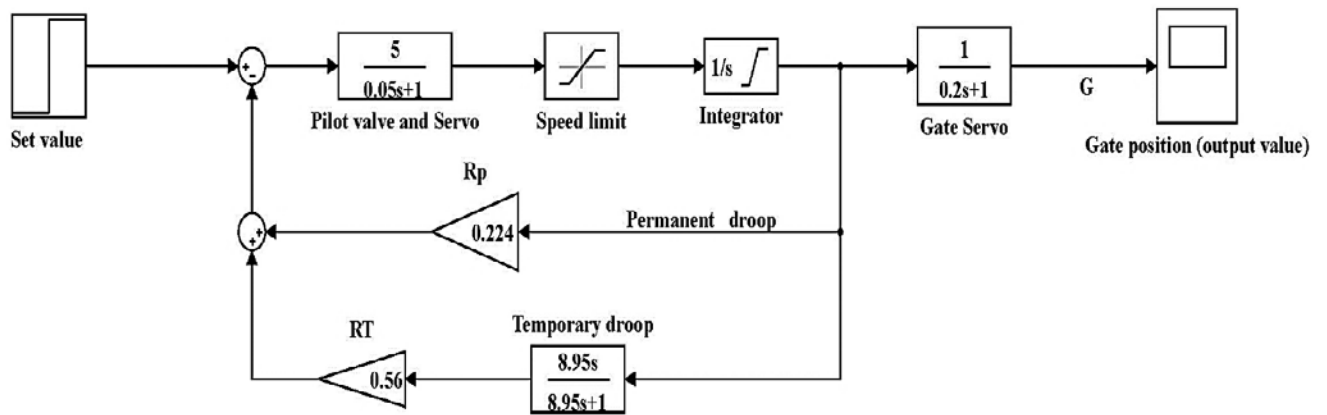 Set value
+
-
5
0.05s+1
Pilot valve and Servo
Speed limit
1/s
Integrator
1
0.2s+1
Gate Servo
G
Gate position (output value)
Rp
0.224
Permanent droop
+
+
RT
0.56
Temporary droop
8.95s
8.95s+1